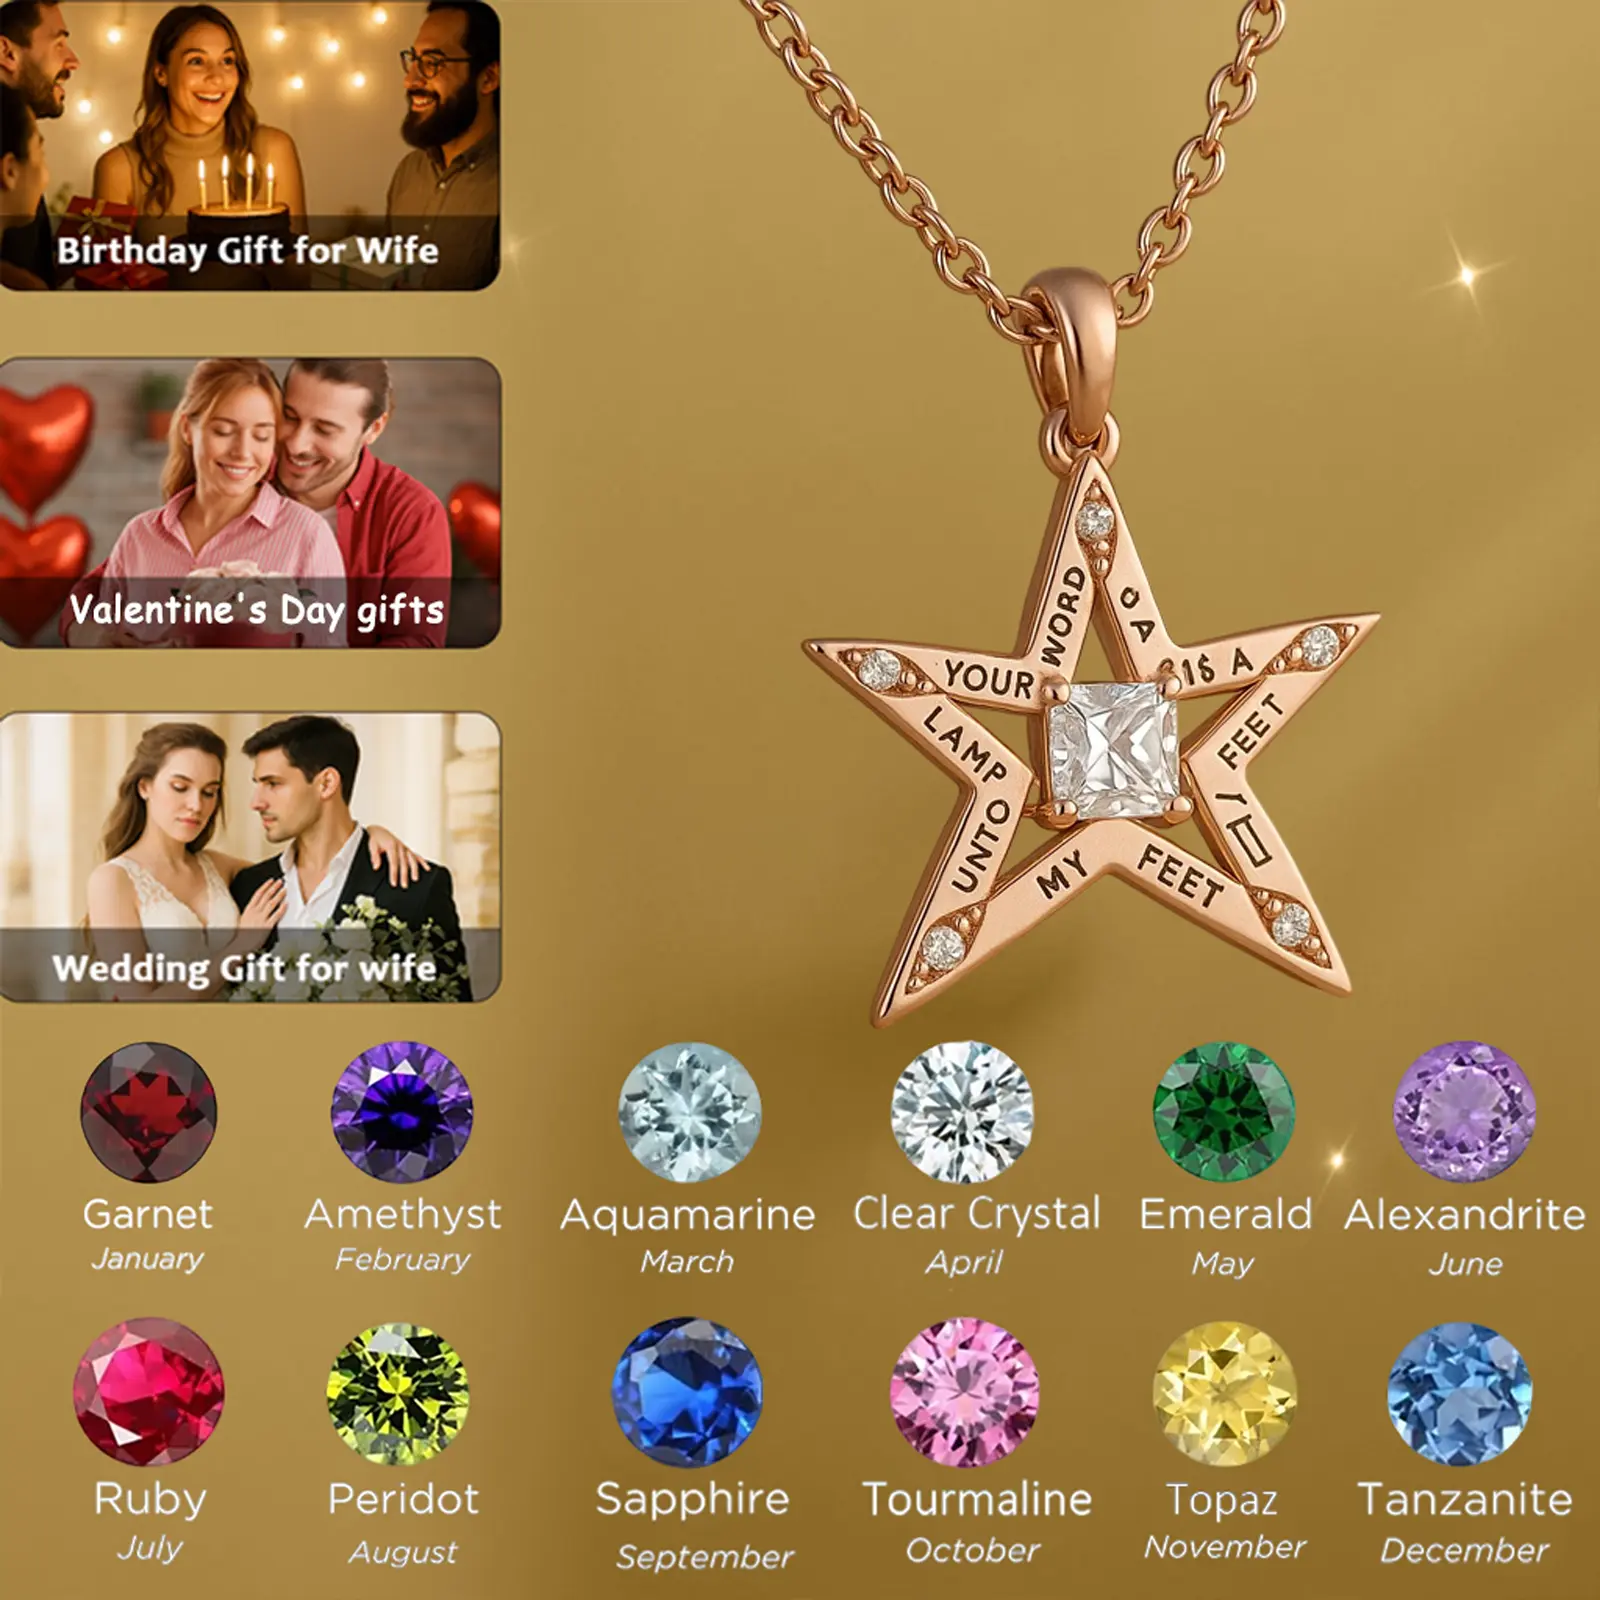 Birthday Gift for Wife
Valentine's Day gifts
Wedding Gift for wife
YOUR WORD
IS A
LAMP
UNTO
MY FEET
FEET
Garnet
January
Amethyst
February
Aquamarine
March
Clear Crystal
April
Emerald
May
Alexandrite
June
Ruby
July
Peridot
August
Sapphire
September
Tourmaline
October
Topaz
November
Tanzanite
December